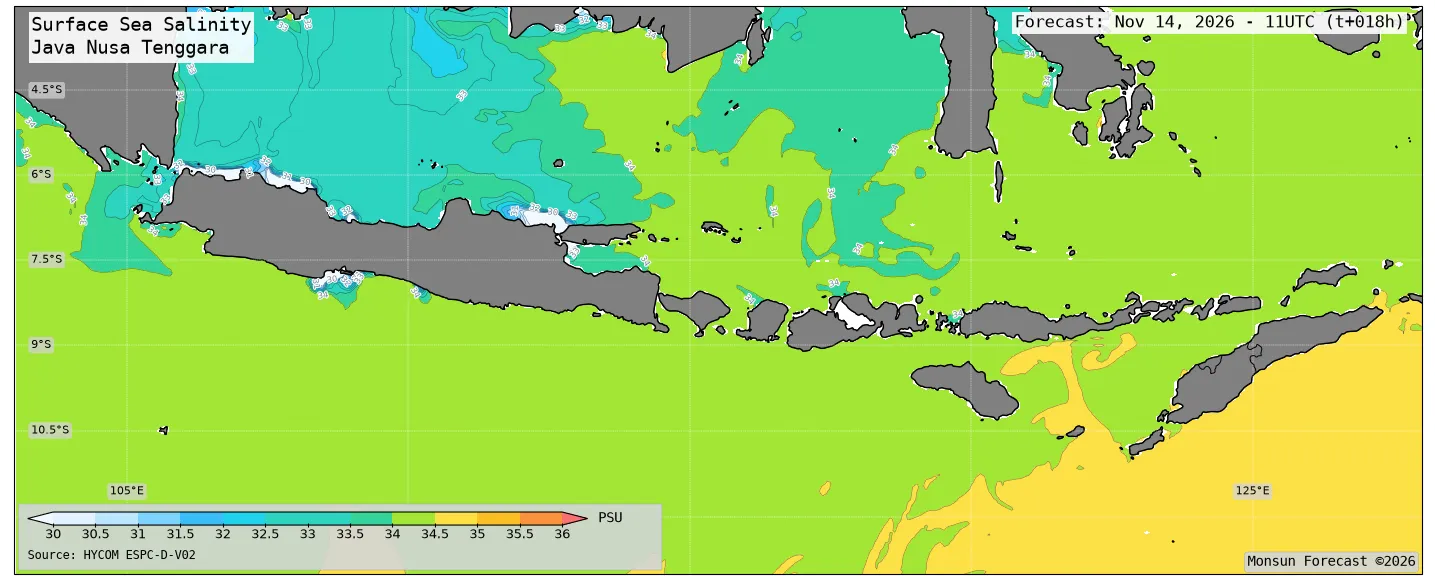 Surface Sea Salinity
Java Nusa Tenggara
Forecast: Nov 14, 2026 - 11UTC (t+018h)
4.5°S
6°S
7.5°S
9°S
10.5°S
105°E
125°E
30 30.5 31 31.5 32 32.5 33 33.5 34 34.5 35 35.5 36
PSU
Source: HYCOM ESPC-D-V02
Monsun Forecast ©2026